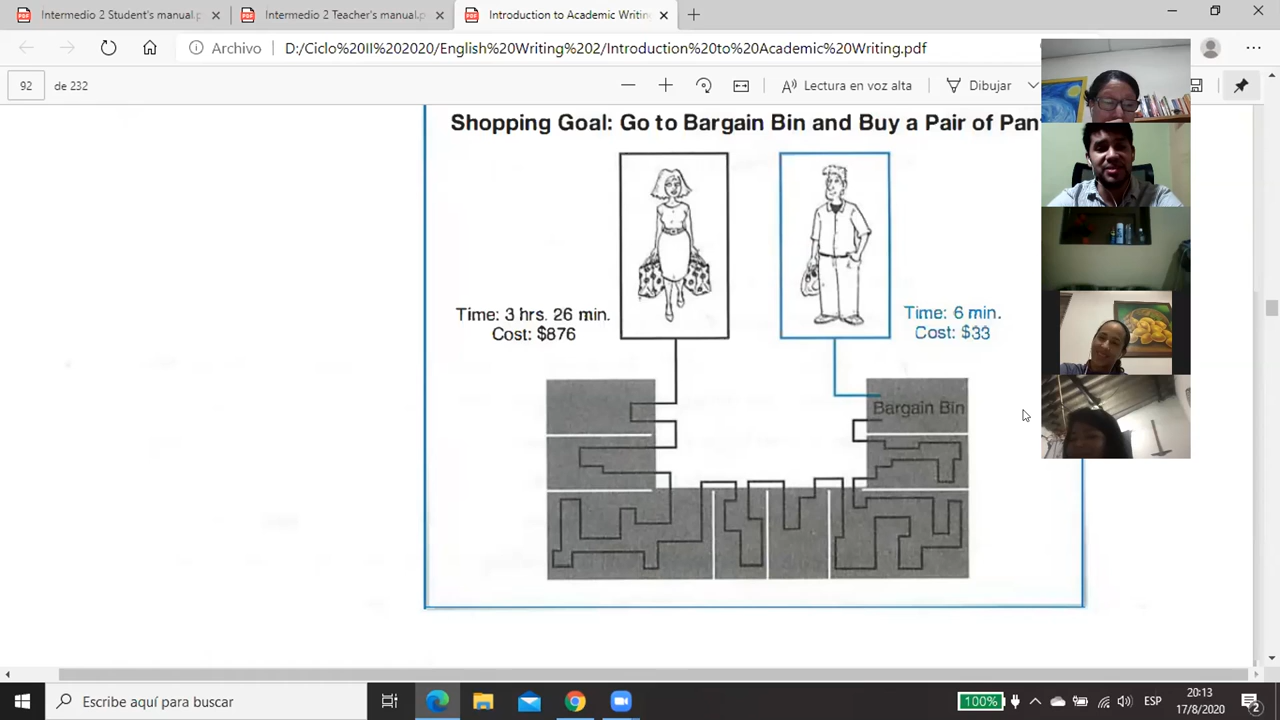 Intermedio 2 Student's manual.p
Intermedio 2 Teacher's manual.p
Introduction to Academic Writin
Archivo
D:/Ciclo%20II%202020/English%20Writing%202/Introduction%20to%20Academic%20Writing.pdf
92
de 232
Lectura en voz alta
Dibujar
Shopping Goal: Go to Bargain Bin and Buy a Pair of Pan
Time: 3 hrs. 26 min.
Cost: $876
Time: 6 min.
Cost: $33
Bargain Bin
Escribe aquí para buscar
100%
ESP
20:13
17/8/2020
2